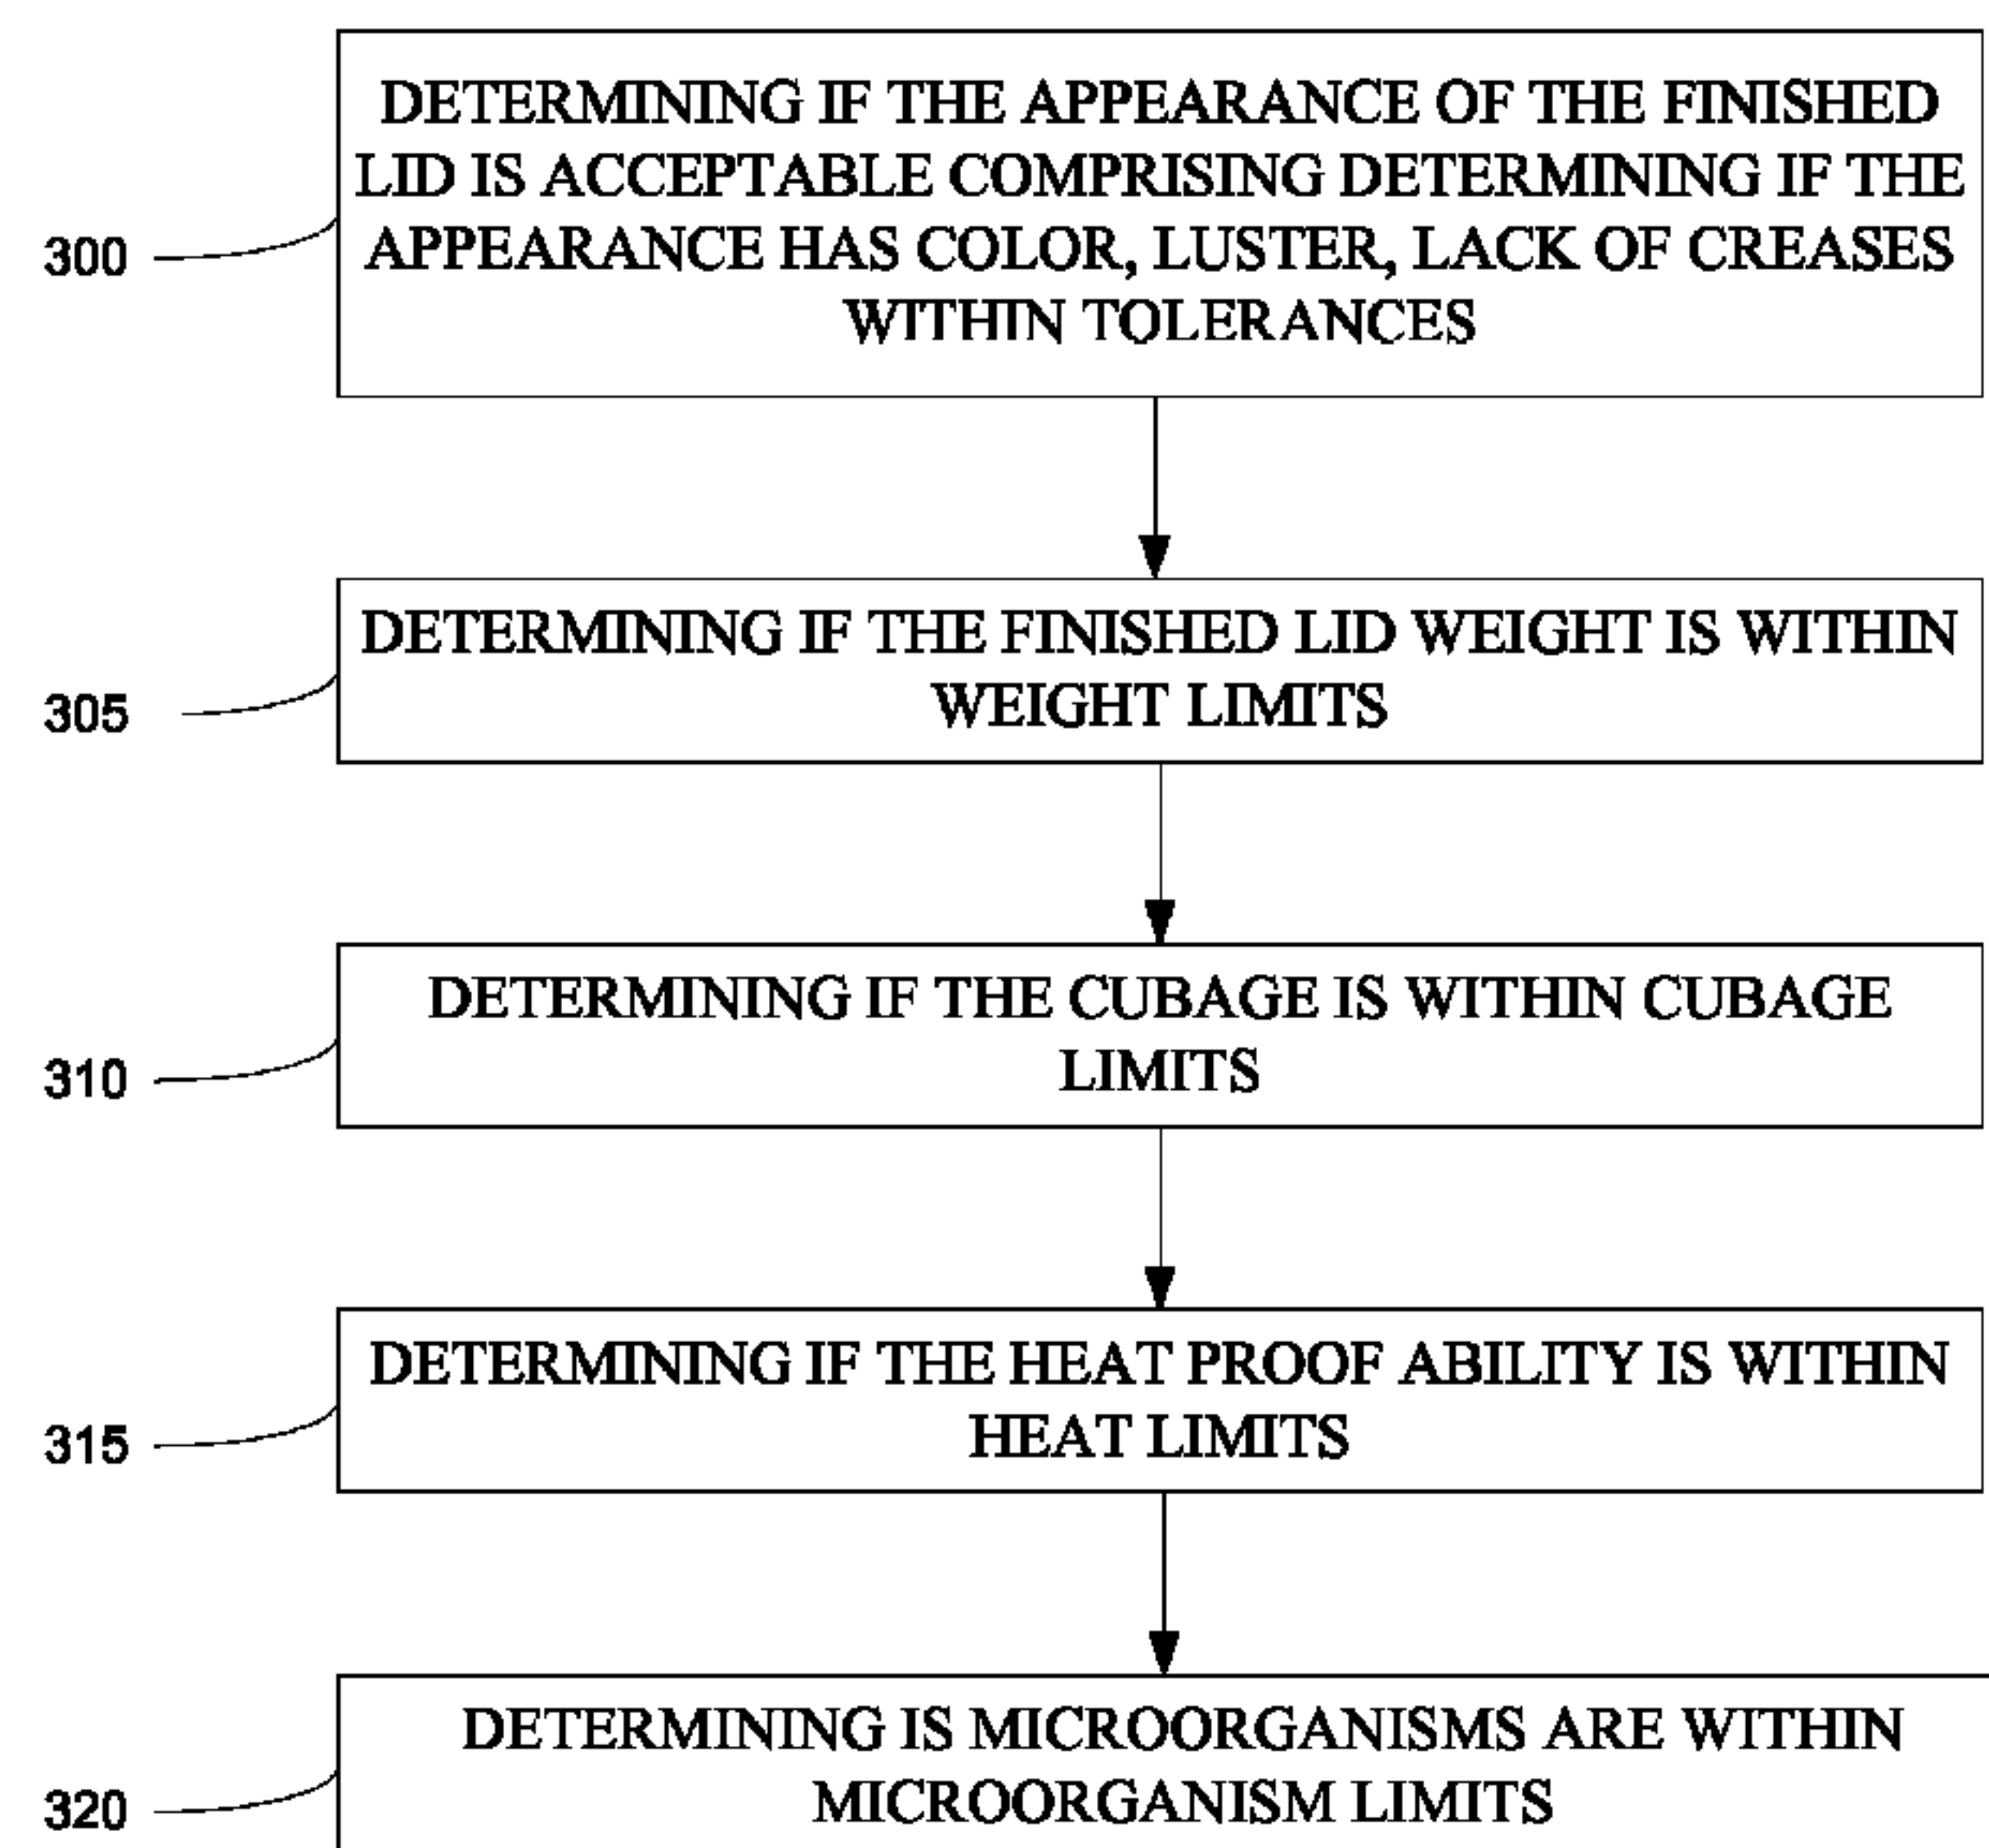 DETERMINING IF THE APPEARANCE OF THE FINISHED
LID IS ACCEPTABLE COMPRISING DETERMINING IF THE
APPEARANCE HAS COLOR, LUSTER, LACK OF CREASES
WITHIN TOLERANCES
300
DETERMINING IF THE FINISHED LID WEIGHT IS WITHIN
WEIGHT LIMITS
305
DETERMINING IF THE CUBAGE IS WITHIN CUBAGE
LIMITS
310
DETERMINING IF THE HEAT PROOF ABILITY IS WITHIN
HEAT LIMITS
315
DETERMINING IS MICROORGANISMS ARE WITHIN
MICROORGANISM LIMITS
320